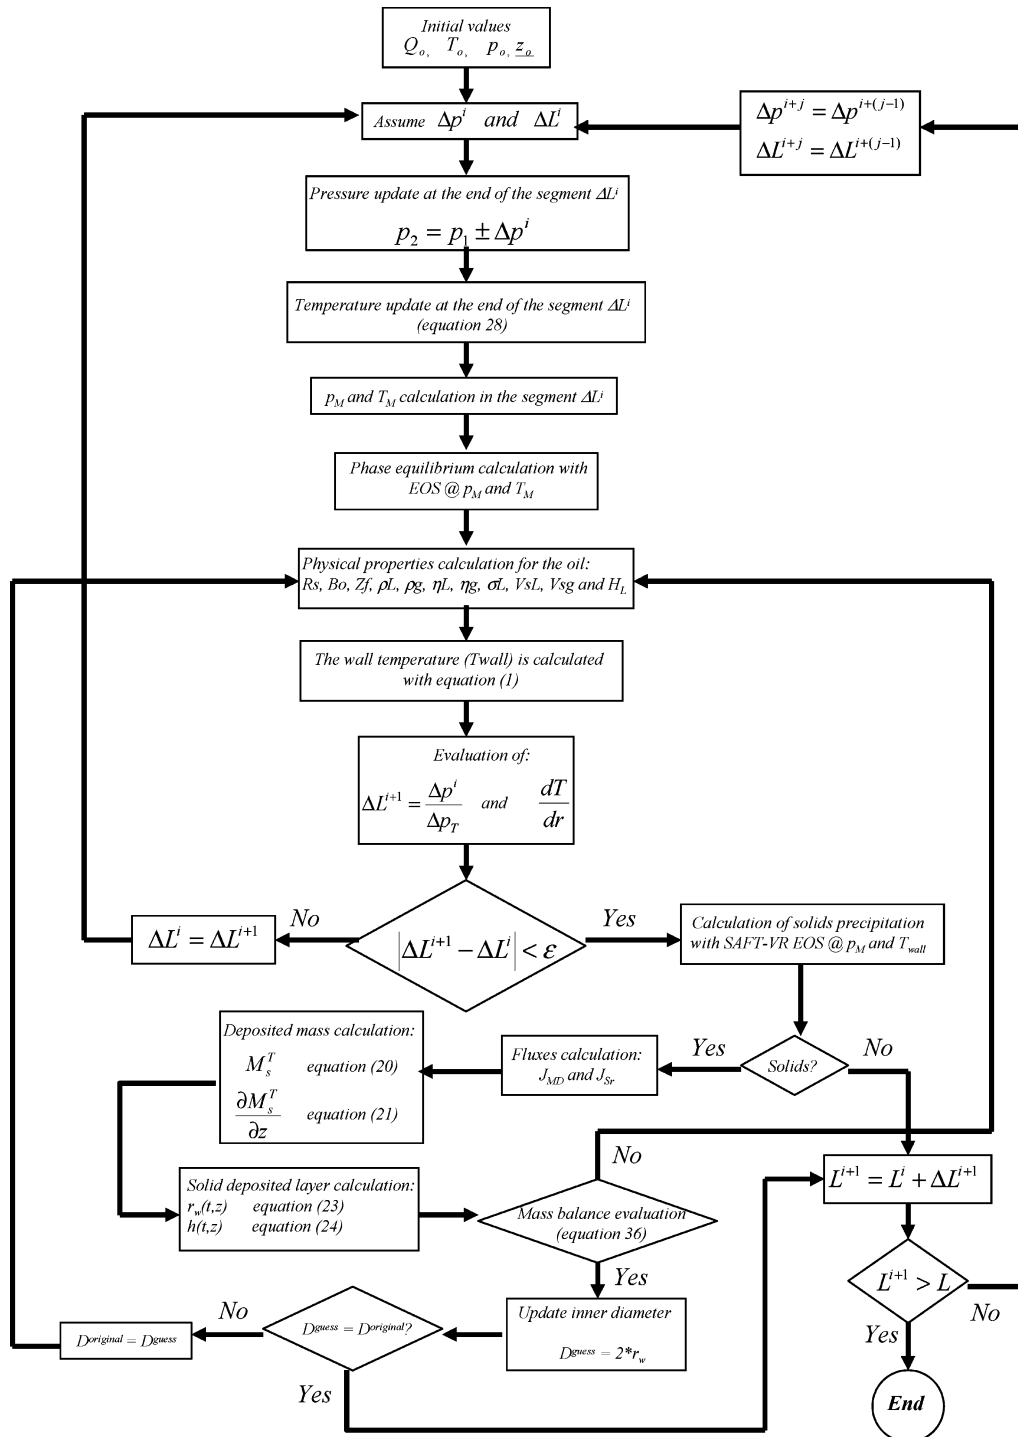 Initial values
Qo, To, po, zo
Assume Δp^i and ΔL^i
Δp^{i+j} = Δp^{i+(j−1)}
ΔL^{i+j} = ΔL^{i+(j−1)}
Pressure update at the end of the segment ΔL^i
p_2 = p_1 ± Δp^i
Temperature update at the end of the segment ΔL^i
(equation 28)
p_M and T_M calculation in the segment ΔL^i
Phase equilibrium calculation with
EOS @ p_M and T_M
Physical properties calculation for the oil:
Rs, Bo, Zf, ρL, ρg, ηL, ηg, σL, VsL, Vsg and H_L
The wall temperature (Twall) is calculated
with equation (1)
Evaluation of:
ΔL^{i+1} = Δp^i / Δp_T and dT / dr
|ΔL^{i+1} − ΔL^i| < ε
No
Yes
ΔL^i = ΔL^{i+1}
Calculation of solids precipitation
with SAFT-VR EOS @ p_M and T_wall
Solids?
Yes
No
Fluxes calculation:
J_MD and J_Sr
Deposited mass calculation:
M_s^T equation (20)
∂M_s^T / ∂z equation (21)
Solid deposited layer calculation:
r_w(t,z) equation (23)
h(t,z) equation (24)
Mass balance evaluation
(equation 36)
No
Yes
L^{i+1} = L^i + ΔL^{i+1}
L^{i+1} > L
No
Yes
End
Update inner diameter
D^guess = 2*r_w
D^guess = D^original?
No
Yes
D^original = D^guess